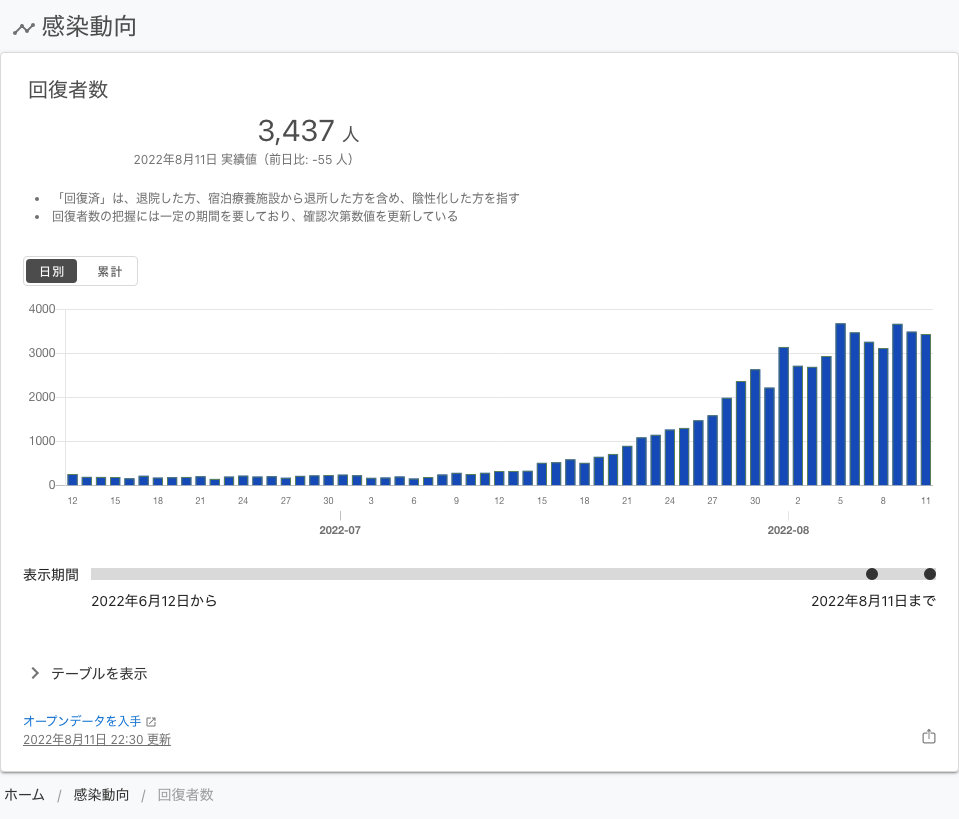 感染動向
回復者数
3,437 人
2022年8月11日 実績値（前日比: -55 人）
• 「回復済」は、退院した方、宿泊療養施設から退所した方を含め、陰性化した方を指す
• 回復者数の把握には一定の期間を要しており、確認次第数値を更新している
日別 累計
4000
3000
2000
1000
0
12 15 18 21 24 27 30 3 6 9 12 15 18 21 24 27 30 2 5 8 11
2022-07 2022-08
表示期間
2022年6月12日から 2022年8月11日まで
テーブルを表示
オープンデータを入手
2022年8月11日 22:30 更新
ホーム / 感染動向 / 回復者数